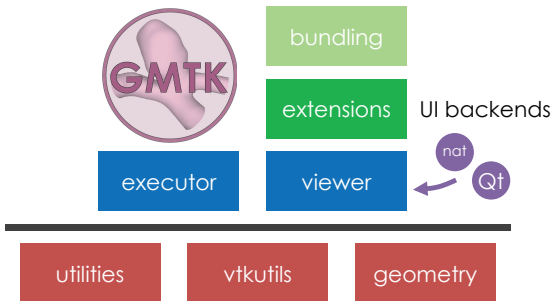 bundling
GMTK
extensions
UI backends
nat
Qt
executor
viewer
utilities
vtkutils
geometry